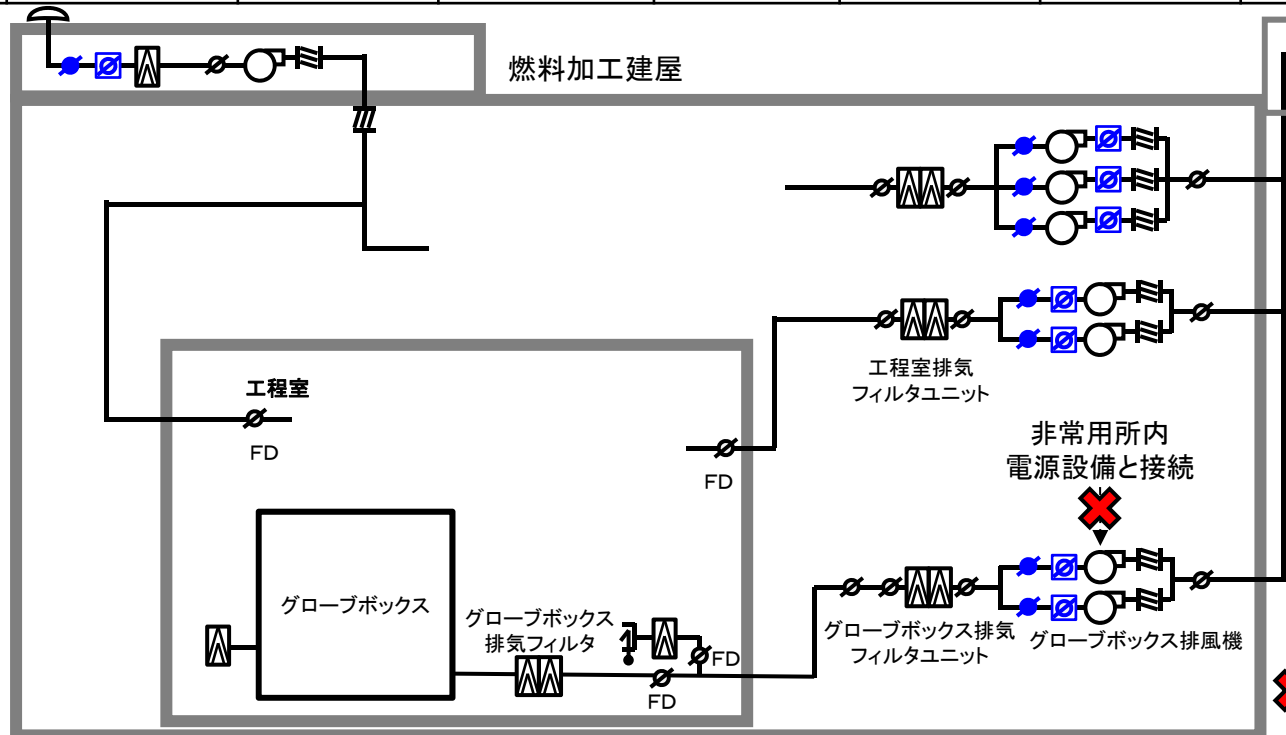 燃料加工建屋
工程室排気
フィルタユニット
工程室
FD
FD
非常用所内
電源設備と接続
グローブボックス
グローブボックス
排気フィルタ
FD
FD
グローブボックス排気
フィルタユニット
グローブボックス排風機